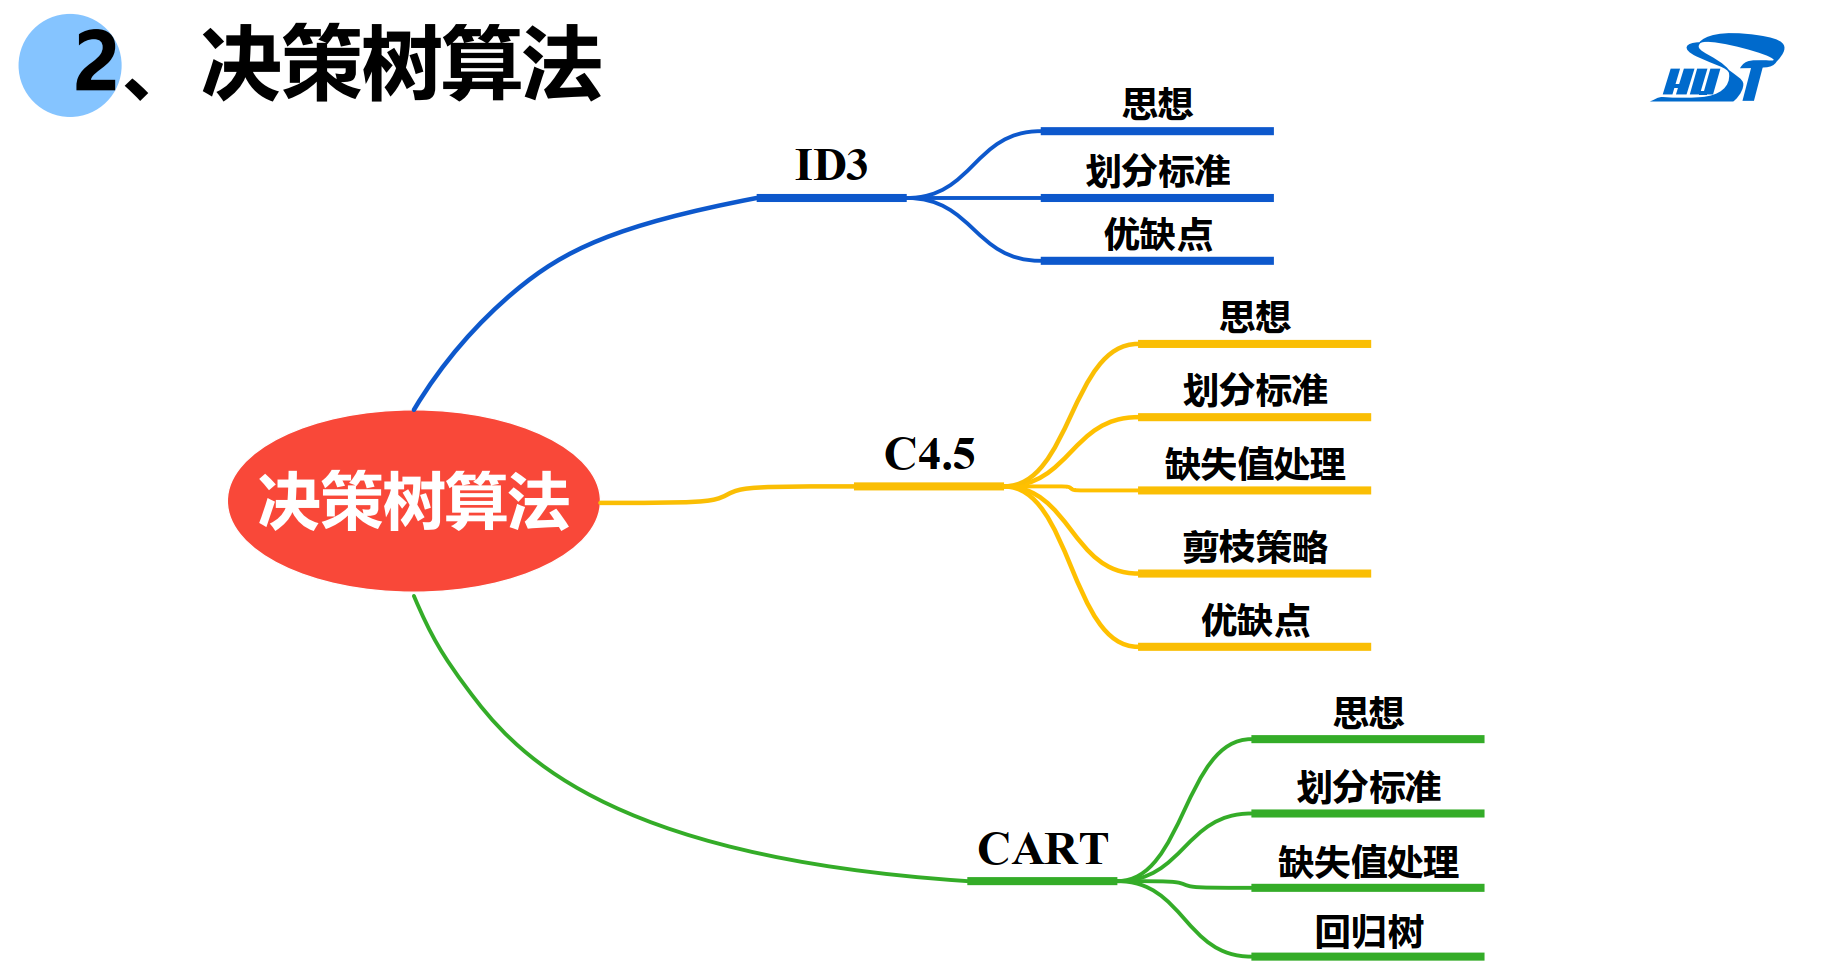 2、决策树算法
HUST
ID3
思想
划分标准
优缺点
决策树算法
C4.5
思想
划分标准
缺失值处理
剪枝策略
优缺点
CART
思想
划分标准
缺失值处理
回归树